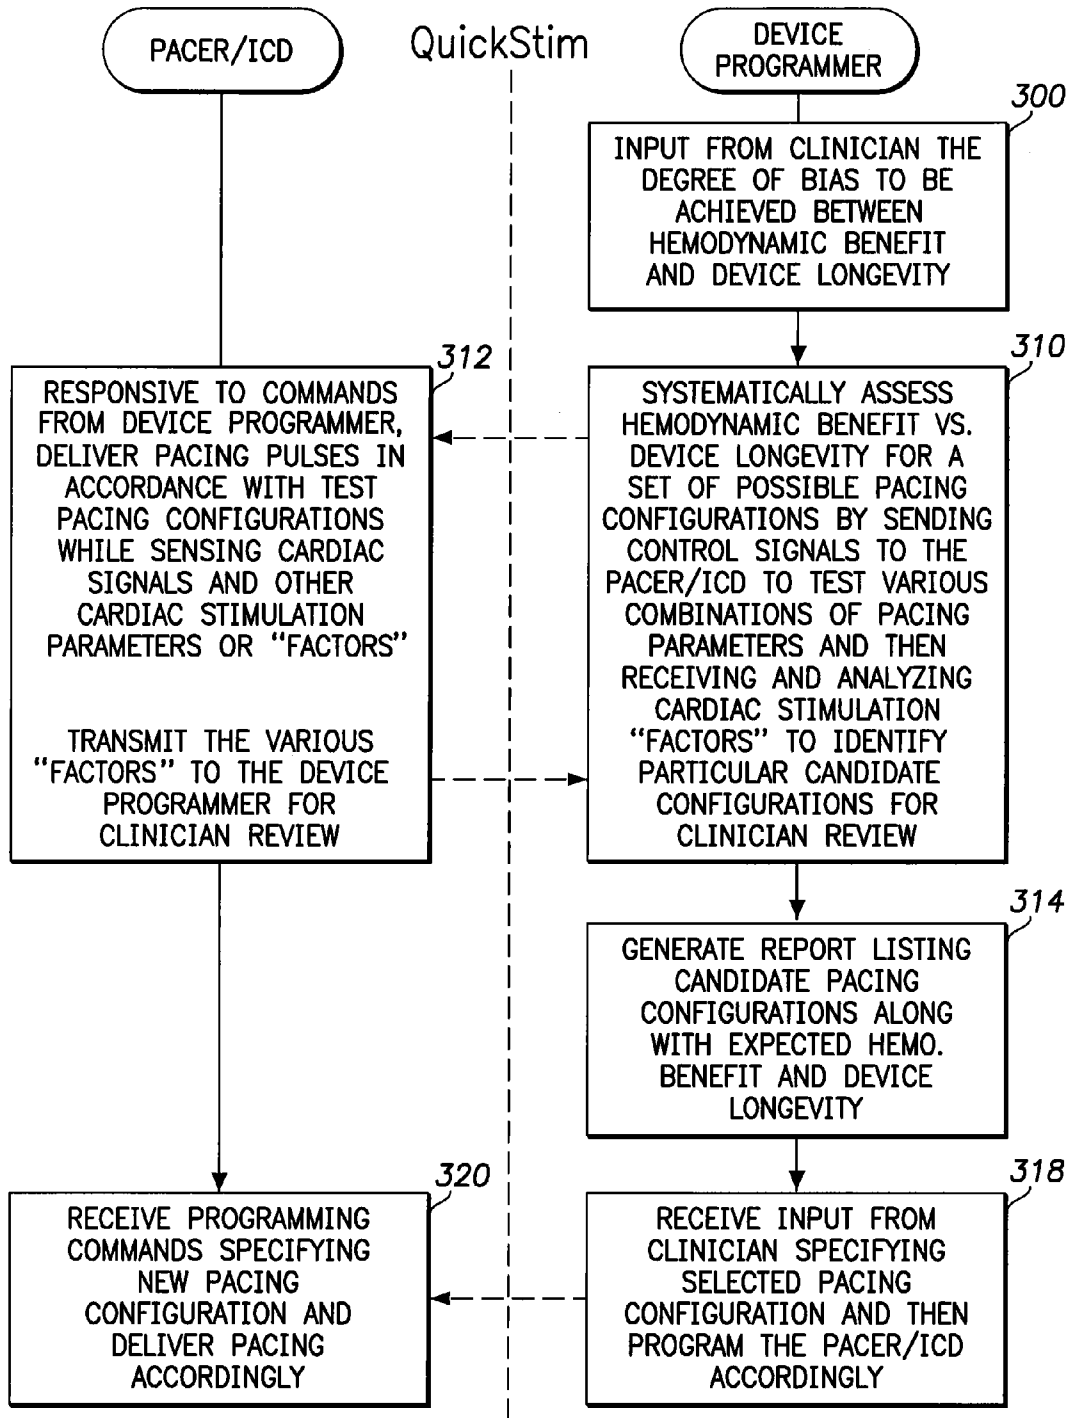 PACER/ICD
QuickStim
DEVICE
PROGRAMMER
300
INPUT FROM CLINICIAN THE
DEGREE OF BIAS TO BE
ACHIEVED BETWEEN
HEMODYNAMIC BENEFIT
AND DEVICE LONGEVITY
312
RESPONSIVE TO COMMANDS
FROM DEVICE PROGRAMMER,
DELIVER PACING PULSES IN
ACCORDANCE WITH TEST
PACING CONFIGURATIONS
WHILE SENSING CARDIAC
SIGNALS AND OTHER
CARDIAC STIMULATION
PARAMETERS OR "FACTORS"
TRANSMIT THE VARIOUS
"FACTORS" TO THE DEVICE
PROGRAMMER FOR
CLINICIAN REVIEW
310
SYSTEMATICALLY ASSESS
HEMODYNAMIC BENEFIT VS.
DEVICE LONGEVITY FOR A
SET OF POSSIBLE PACING
CONFIGURATIONS BY SENDING
CONTROL SIGNALS TO THE
PACER/ICD TO TEST VARIOUS
COMBINATIONS OF PACING
PARAMETERS AND THEN
RECEIVING AND ANALYZING
CARDIAC STIMULATION
"FACTORS" TO IDENTIFY
PARTICULAR CANDIDATE
CONFIGURATIONS FOR
CLINICIAN REVIEW
314
GENERATE REPORT LISTING
CANDIDATE PACING
CONFIGURATIONS ALONG
WITH EXPECTED HEMO.
BENEFIT AND DEVICE
LONGEVITY
320
RECEIVE PROGRAMMING
COMMANDS SPECIFYING
NEW PACING
CONFIGURATION AND
DELIVER PACING
ACCORDINGLY
318
RECEIVE INPUT FROM
CLINICIAN SPECIFYING
SELECTED PACING
CONFIGURATION AND THEN
PROGRAM THE PACER/ICD
ACCORDINGLY